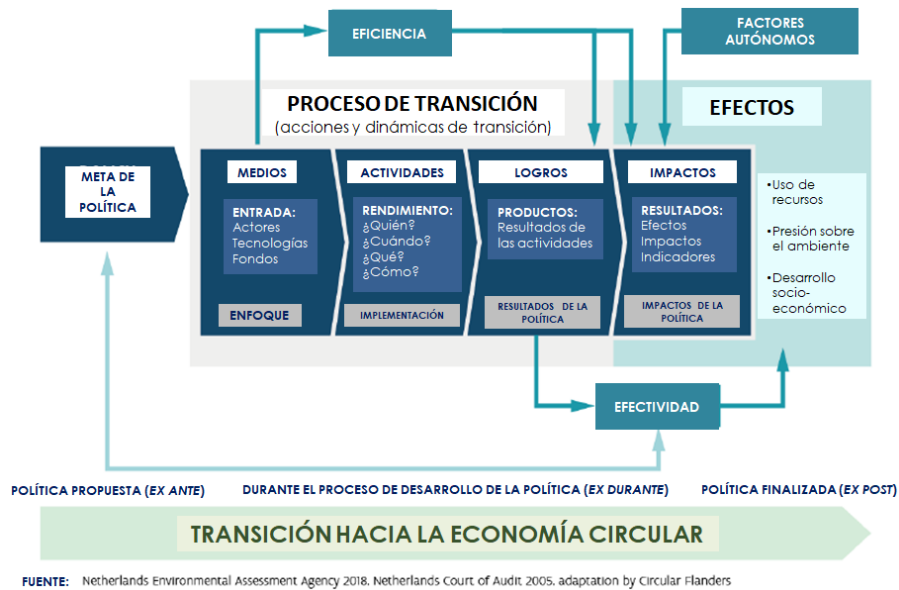 EFICIENCIA
FACTORES
AUTÓNOMOS
PROCESO DE TRANSICIÓN
(acciones y dinámicas de transición)
EFECTOS
META DE
LA
POLÍTICA
MEDIOS
ENTRADA:
Actores
Tecnologías
Fondos
ENFOQUE
ACTIVIDADES
RENDIMIENTO:
¿Quién?
¿Cuándo?
¿Qué?
¿Cómo?
IMPLEMENTACIÓN
LOGROS
PRODUCTOS:
Resultados de
las actividades
RESULTADOS DE LA
POLÍTICA
IMPACTOS
RESULTADOS:
Efectos
Impactos
Indicadores
IMPACTOS DE LA
POLÍTICA
•Uso de
recursos
•Presión sobre
el ambiente
•Desarrollo
socio-
económico
EFECTIVIDAD
POLÍTICA PROPUESTA (EX ANTE)
DURANTE EL PROCESO DE DESARROLLO DE LA POLÍTICA (EX DURANTE)
POLÍTICA FINALIZADA (EX POST)
TRANSICIÓN HACIA LA ECONOMÍA CIRCULAR
FUENTE: Netherlands Environmental Assessment Agency 2018. Netherlands Court of Audit 2005. adaptation by Circular Flanders